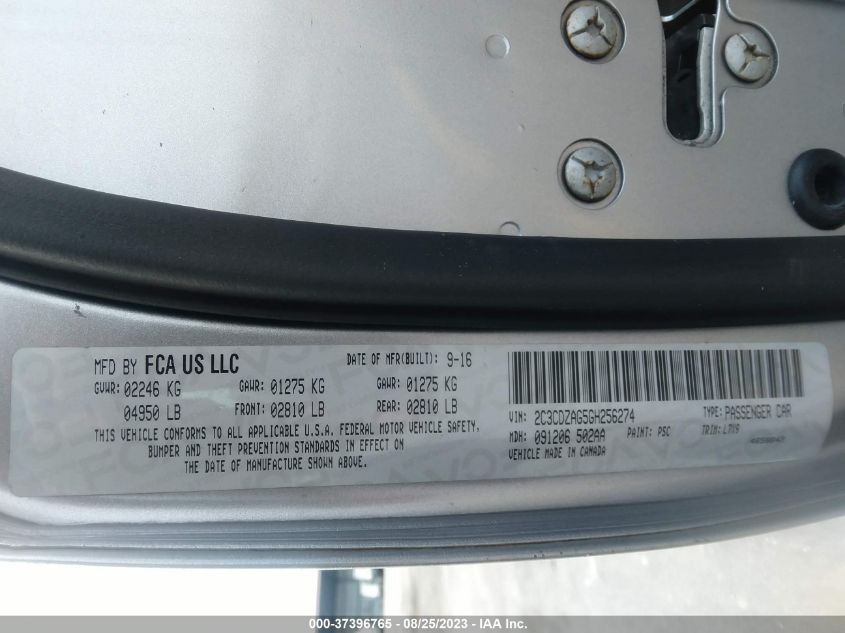 MFD BY FCA US LLC DATE OF MFR(BUILT): 9-16
GVWR: 02246 KG GAWR: 01275 KG GAWR: 01275 KG
04950 LB FRONT: 02810 LB REAR: 02810 LB
THIS VEHICLE CONFORMS TO ALL APPLICABLE U.S.A. FEDERAL MOTOR VEHICLE SAFETY,
BUMPER AND THEFT PREVENTION STANDARDS IN EFFECT ON
THE DATE OF MANUFACTURE SHOWN ABOVE.
VIN: 2C3CDZAG5GH256274 TYPE: PASSENGER CAR
MDH: 091206 502AA PAINT: PSC TRIM: L7X9
VEHICLE MADE IN CANADA
000-37396765 - 08/25/2023 - © IAA Inc.